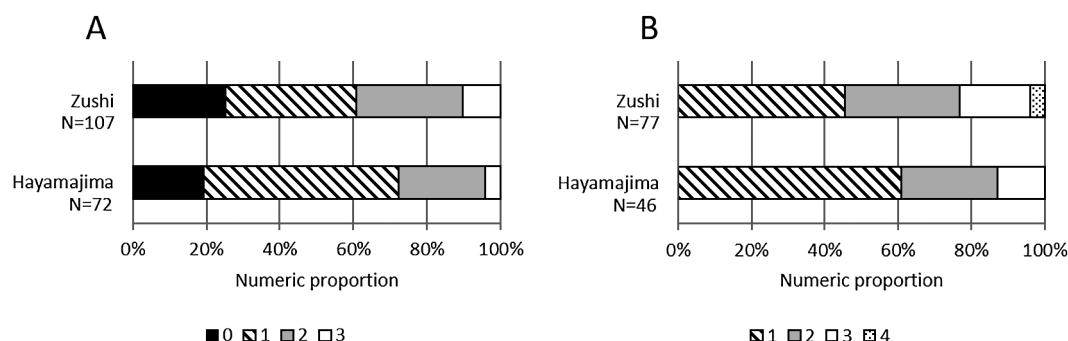 A
Zushi
N=107
Hayamajima
N=72
0% 20% 40% 60% 80% 100%
Numeric proportion
0 1 2 3
B
Zushi
N=77
Hayamajima
N=46
0% 20% 40% 60% 80% 100%
Numeric proportion
1 2 3 4